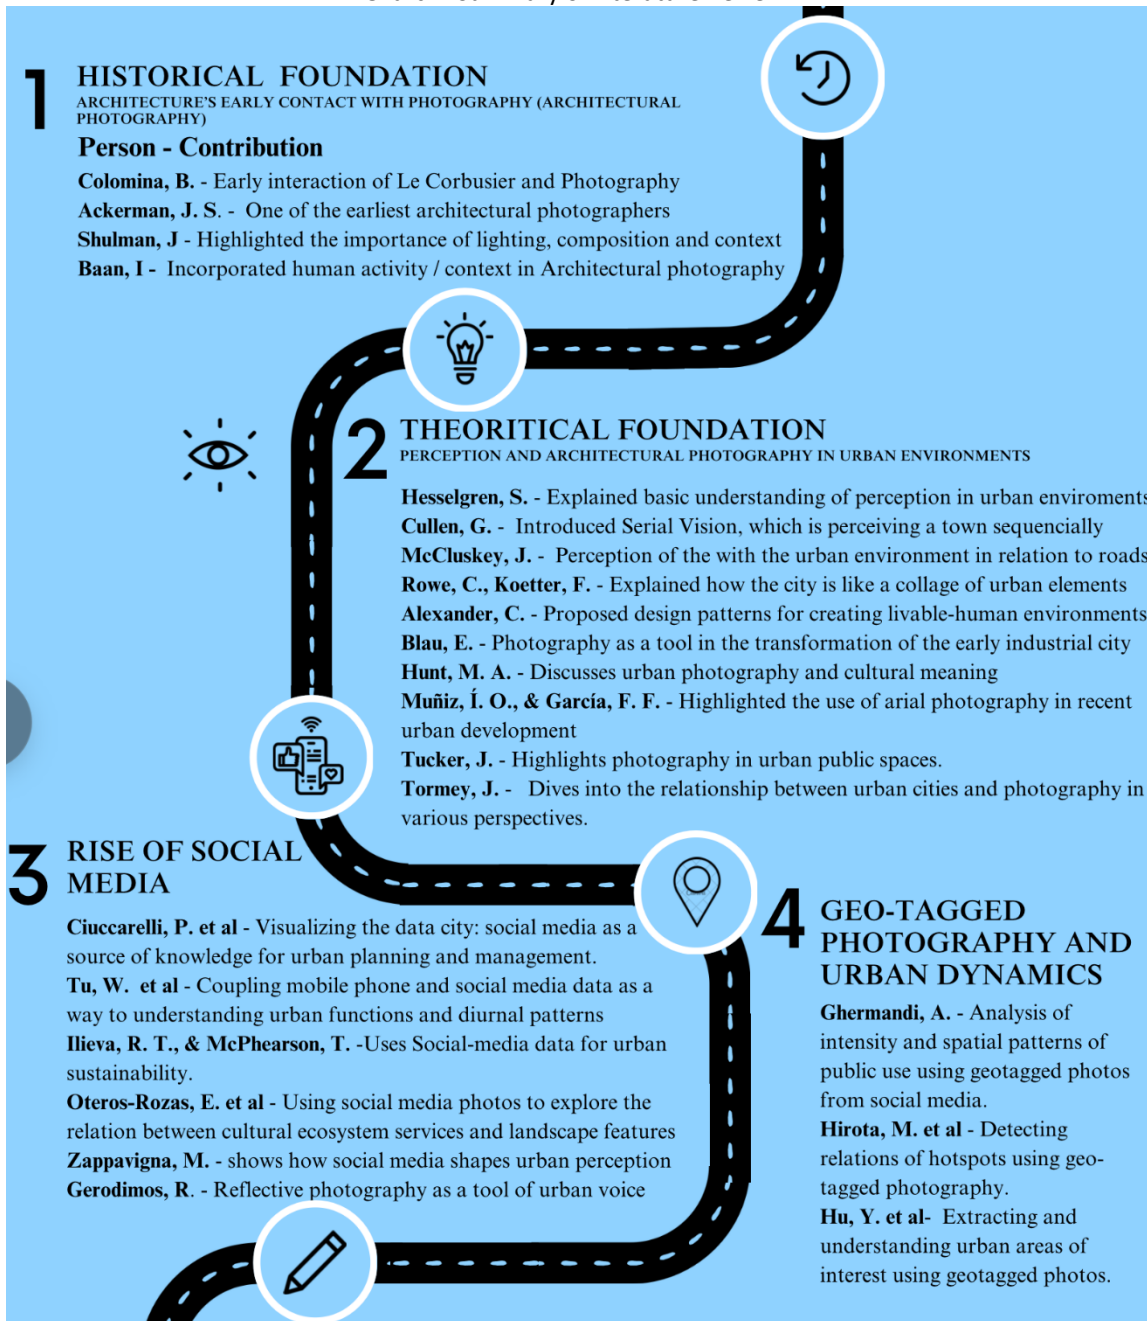 1
HISTORICAL FOUNDATION
ARCHITECTURE'S EARLY CONTACT WITH PHOTOGRAPHY (ARCHITECTURAL
PHOTOGRAPHY)
Person - Contribution
Colomina, B. - Early interaction of Le Corbusier and Photography
Ackerman, J. S. - One of the earliest architectural photographers
Shulman, J - Highlighted the importance of lighting, composition and context
Baan, I - Incorporated human activity / context in Architectural photography
2
THEORITICAL FOUNDATION
PERCEPTION AND ARCHITECTURAL PHOTOGRAPHY IN URBAN ENVIRONMENTS
Hesselgren, S. - Explained basic understanding of perception in urban enviroments
Cullen, G. - Introduced Serial Vision, which is perceiving a town sequencially
McCluskey, J. - Perception of the with the urban environment in relation to roads
Rowe, C., Koetter, F. - Explained how the city is like a collage of urban elements
Alexander, C. - Proposed design patterns for creating livable-human environments
Blau, E. - Photography as a tool in the transformation of the early industrial city
Hunt, M. A. - Discusses urban photography and cultural meaning
Muñiz, Í. O., & García, F. F. - Highlighted the use of arial photography in recent
urban development
Tucker, J. - Highlights photography in urban public spaces.
Tormey, J. - Dives into the relationship between urban cities and photography in
various perspectives.
3
RISE OF SOCIAL
MEDIA
Ciuccarelli, P. et al - Visualizing the data city: social media as a
source of knowledge for urban planning and management.
Tu, W. et al - Coupling mobile phone and social media data as a
way to understanding urban functions and diurnal patterns
Ilieva, R. T., & McPhearson, T. -Uses Social-media data for urban
sustainability.
Oteros-Rozas, E. et al - Using social media photos to explore the
relation between cultural ecosystem services and landscape features
Zappavigna, M. - shows how social media shapes urban perception
Gerodimos, R. - Reflective photography as a tool of urban voice
4
GEO-TAGGED
PHOTOGRAPHY AND
URBAN DYNAMICS
Ghermandi, A. - Analysis of
intensity and spatial patterns of
public use using geotagged photos
from social media.
Hirota, M. et al - Detecting
relations of hotspots using geo-
tagged photography.
Hu, Y. et al- Extracting and
understanding urban areas of
interest using geotagged photos.